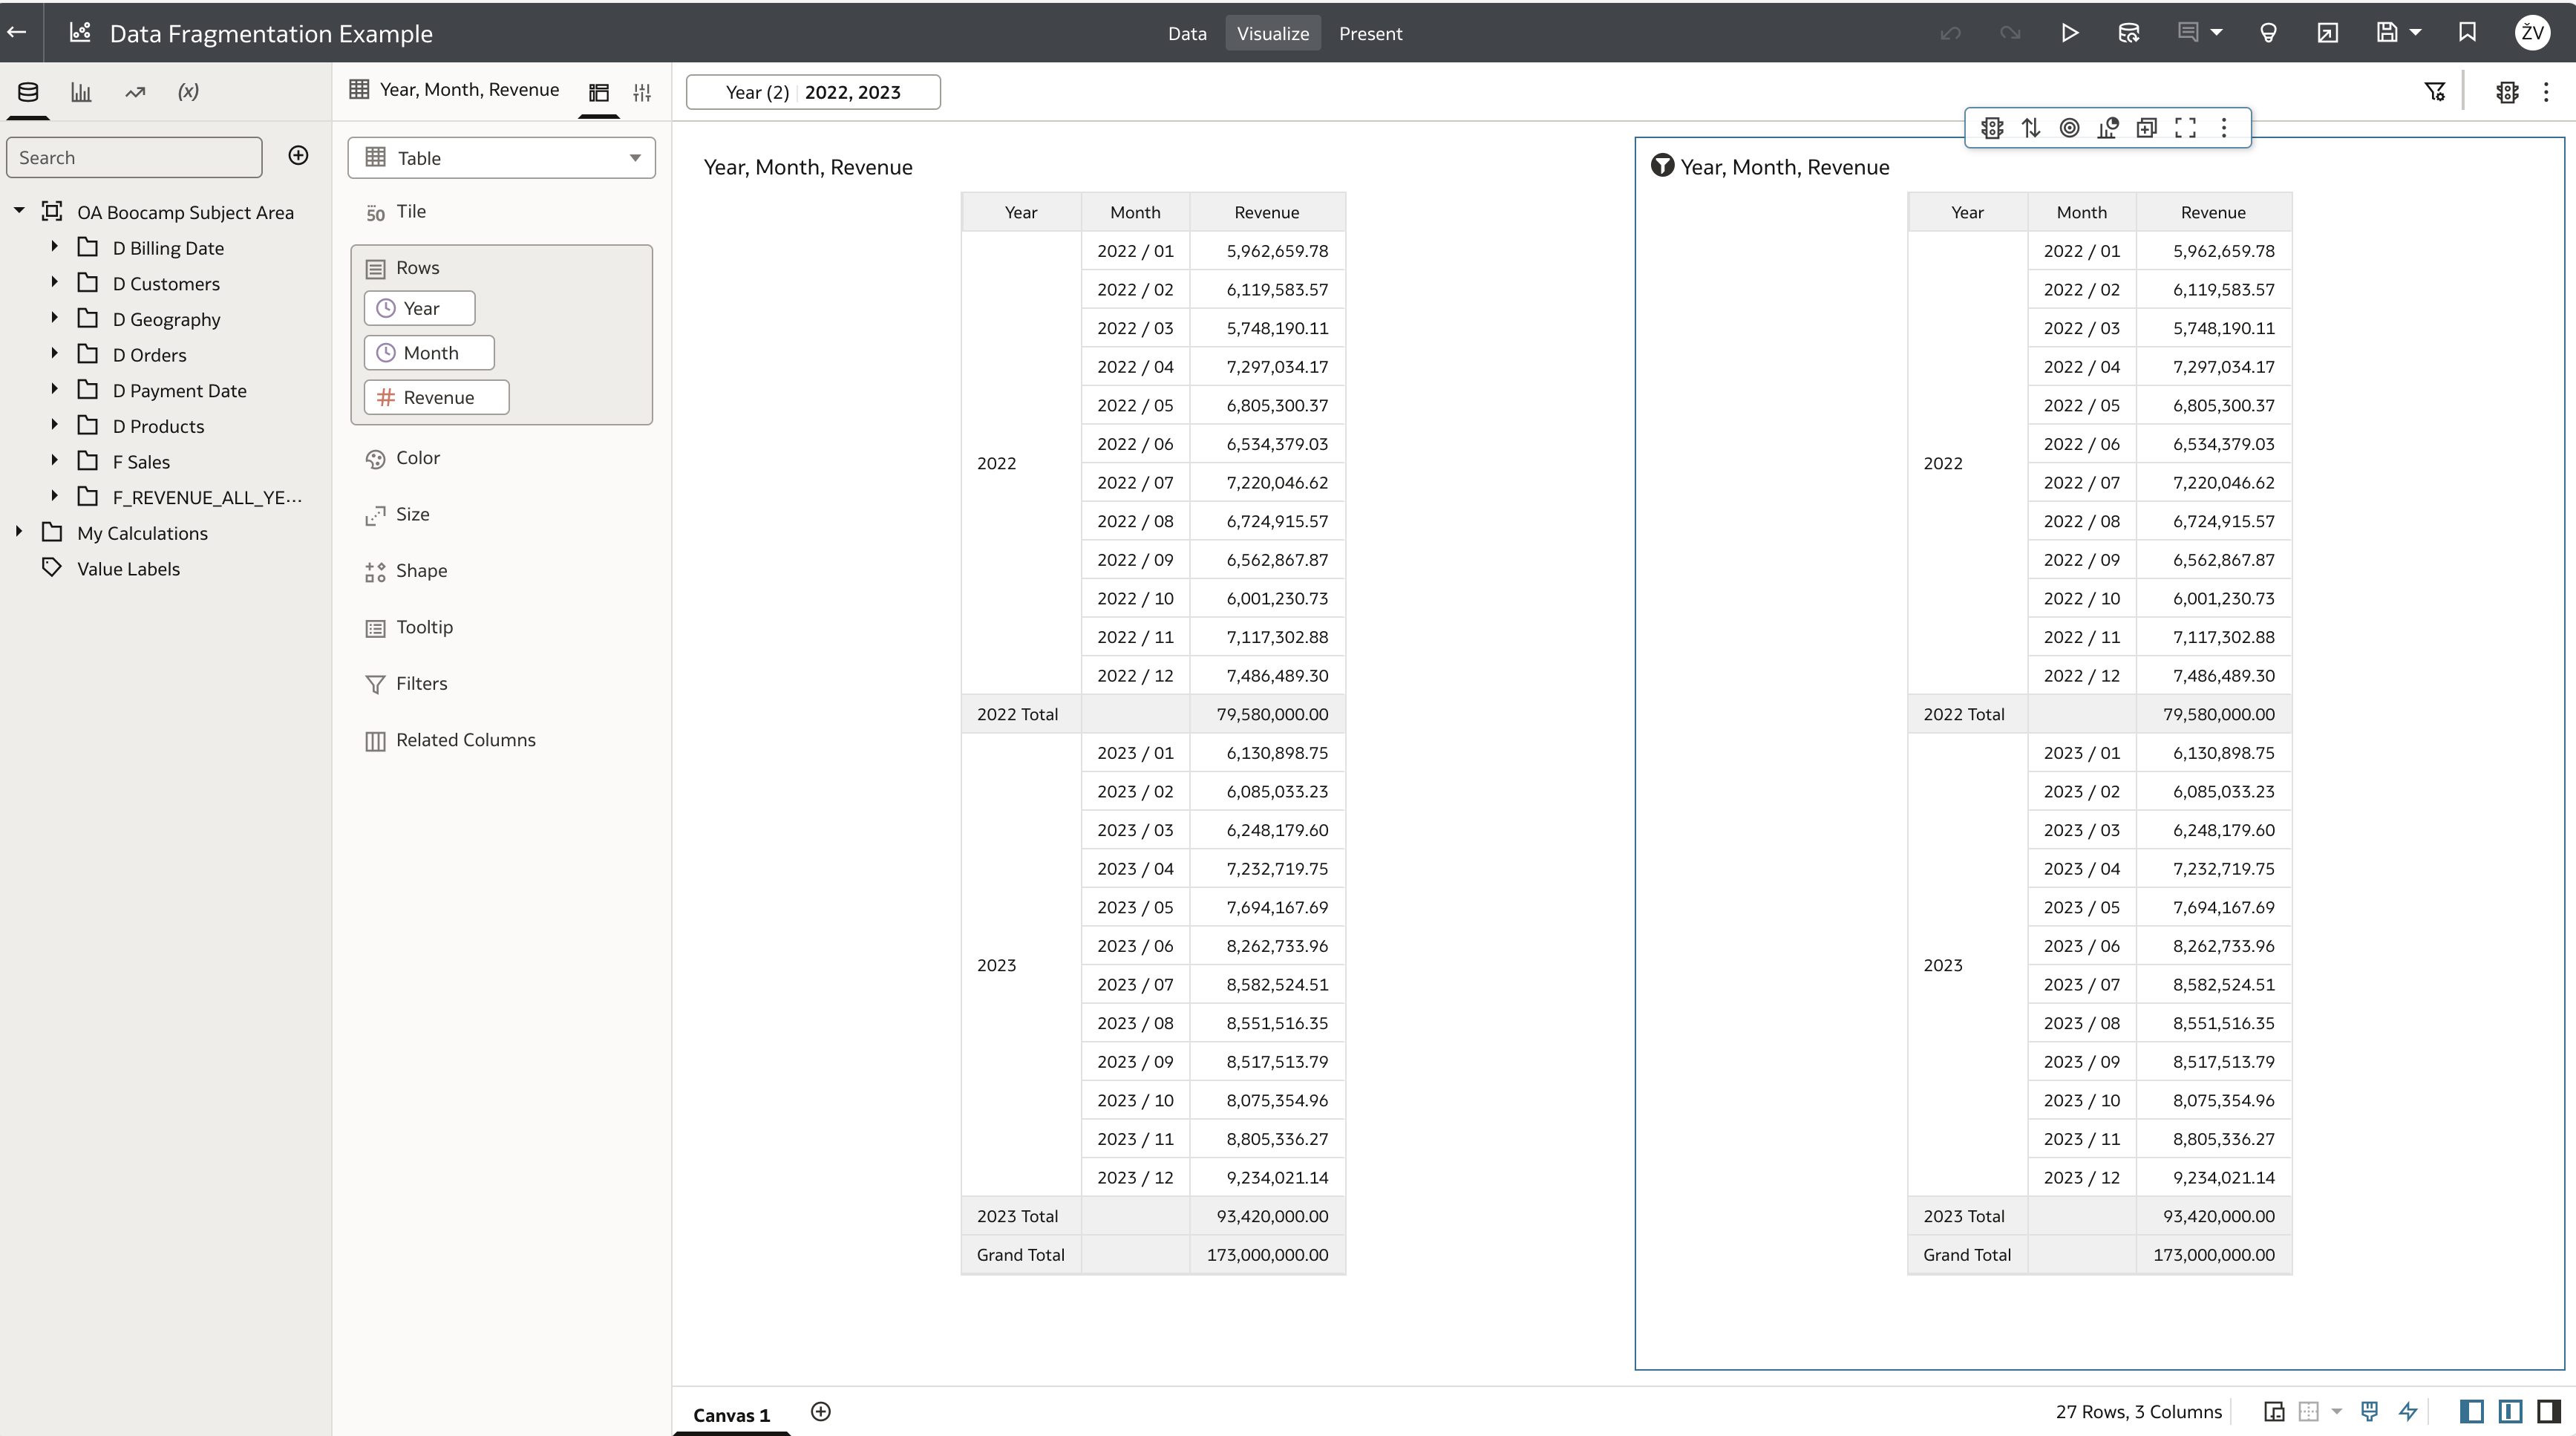 Data Fragmentation Example
Data Visualize Present
ŽV
(x)
Year, Month, Revenue
Year (2) 2022, 2023
Search
OA Boocamp Subject Area
D Billing Date
D Customers
D Geography
D Orders
D Payment Date
D Products
F Sales
F_REVENUE_ALL_YE...
My Calculations
Value Labels
Table
50 Tile
Rows
Year
Month
# Revenue
Color
Size
Shape
Tooltip
Filters
Related Columns
Year, Month, Revenue
Year Month Revenue
2022
2022 / 01 5,962,659.78
2022 / 02 6,119,583.57
2022 / 03 5,748,190.11
2022 / 04 7,297,034.17
2022 / 05 6,805,300.37
2022 / 06 6,534,379.03
2022 / 07 7,220,046.62
2022 / 08 6,724,915.57
2022 / 09 6,562,867.87
2022 / 10 6,001,230.73
2022 / 11 7,117,302.88
2022 / 12 7,486,489.30
2022 Total 79,580,000.00
2023
2023 / 01 6,130,898.75
2023 / 02 6,085,033.23
2023 / 03 6,248,179.60
2023 / 04 7,232,719.75
2023 / 05 7,694,167.69
2023 / 06 8,262,733.96
2023 / 07 8,582,524.51
2023 / 08 8,551,516.35
2023 / 09 8,517,513.79
2023 / 10 8,075,354.96
2023 / 11 8,805,336.27
2023 / 12 9,234,021.14
2023 Total 93,420,000.00
Grand Total 173,000,000.00
Year, Month, Revenue
Year Month Revenue
2022
2022 / 01 5,962,659.78
2022 / 02 6,119,583.57
2022 / 03 5,748,190.11
2022 / 04 7,297,034.17
2022 / 05 6,805,300.37
2022 / 06 6,534,379.03
2022 / 07 7,220,046.62
2022 / 08 6,724,915.57
2022 / 09 6,562,867.87
2022 / 10 6,001,230.73
2022 / 11 7,117,302.88
2022 / 12 7,486,489.30
2022 Total 79,580,000.00
2023
2023 / 01 6,130,898.75
2023 / 02 6,085,033.23
2023 / 03 6,248,179.60
2023 / 04 7,232,719.75
2023 / 05 7,694,167.69
2023 / 06 8,262,733.96
2023 / 07 8,582,524.51
2023 / 08 8,551,516.35
2023 / 09 8,517,513.79
2023 / 10 8,075,354.96
2023 / 11 8,805,336.27
2023 / 12 9,234,021.14
2023 Total 93,420,000.00
Grand Total 173,000,000.00
Canvas 1
27 Rows, 3 Columns